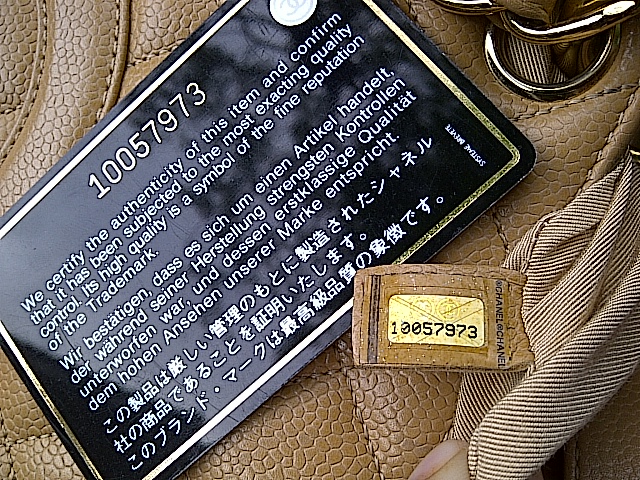 10057973
We certify the authenticity of this item and confirm
that it has been subjected to the most exacting quality
control. Its high quality is a symbol of the fine reputation
of the Trademark.
Wir bestätigen, dass es sich um einen Artikel handelt,
der während seiner Herstellung strengsten Kontrollen
unterworfen war, und dessen erstklassige Qualität
dem hohen Ansehen unserer Marke entspricht.
この製品は厳しい管理のもとに製造されたシャネル
社の商品であることを証明いたします。
このブランド・マークは最高級品質の象徴です。
10057973
©CHANEL©CHANEL